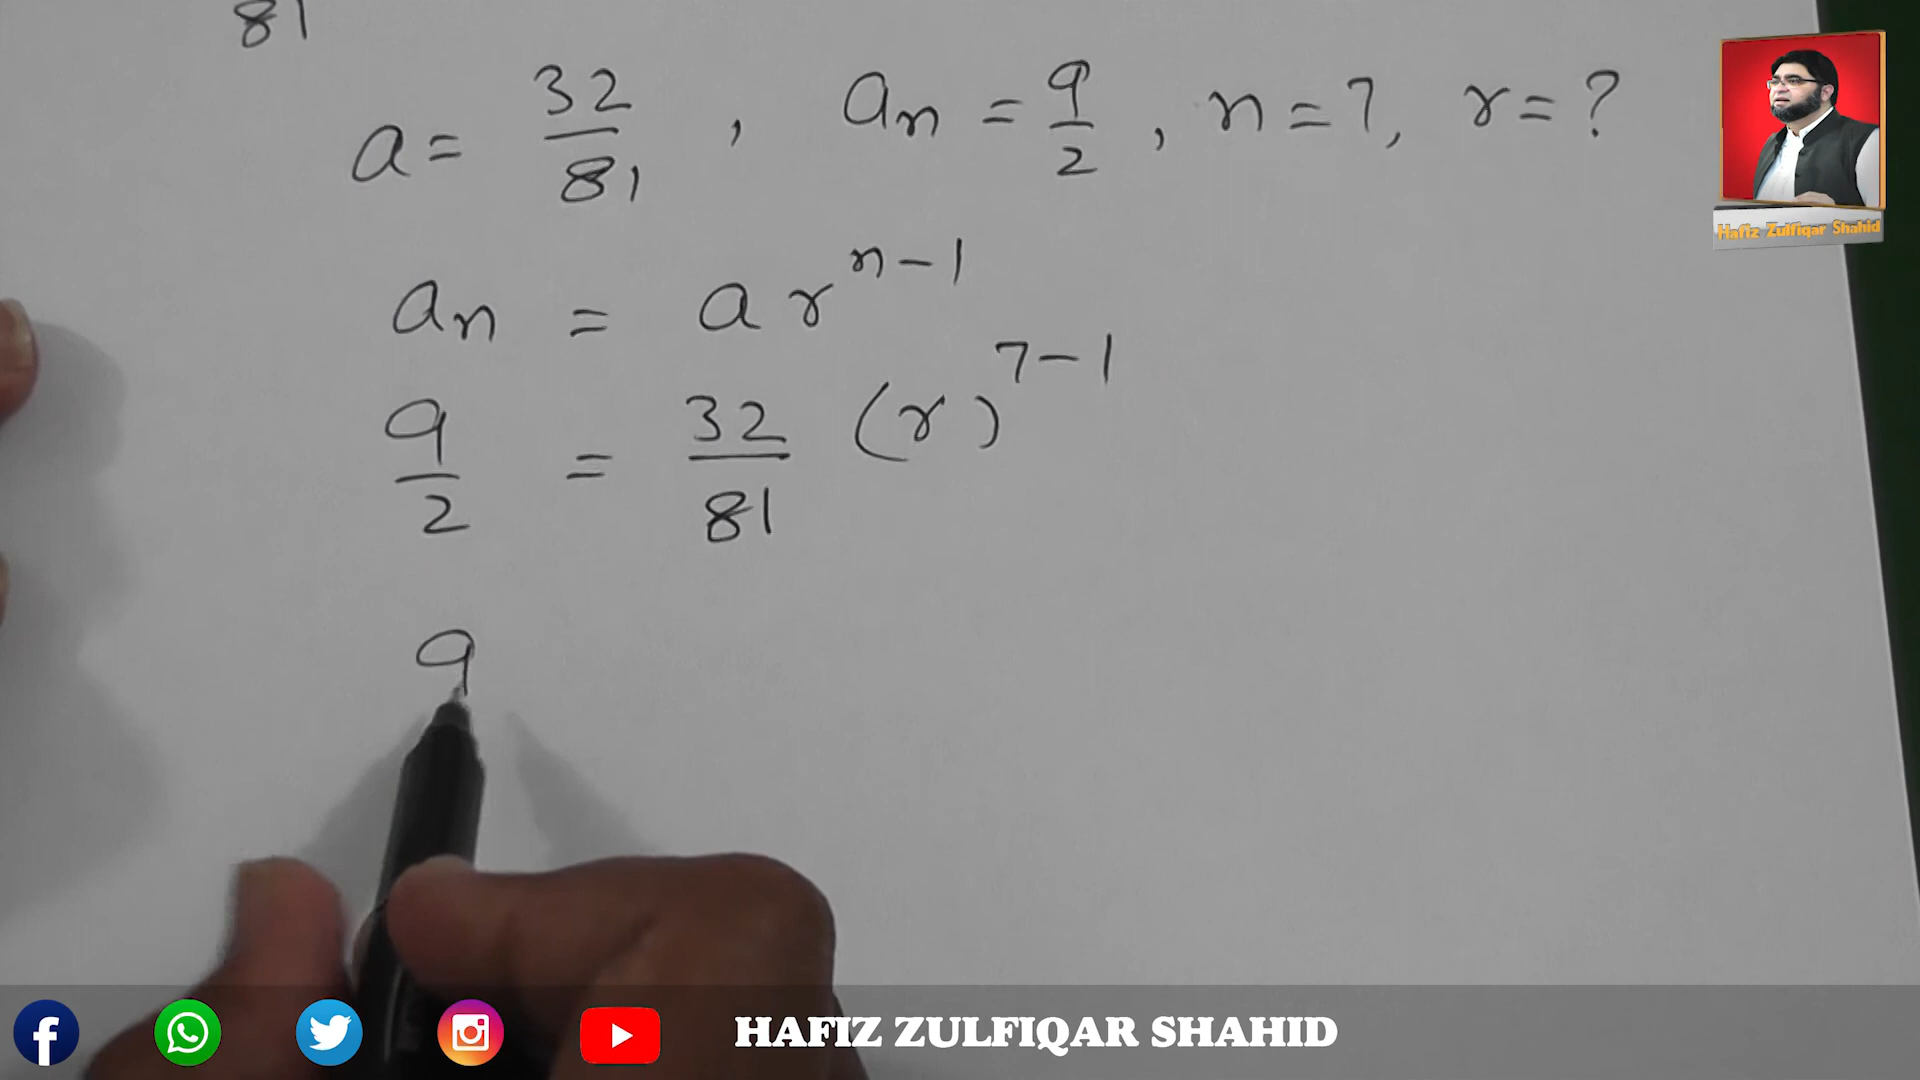 81
a = 32/81 , an = 9/2 , n = 7, r = ?
an = a r^n-1
9/2 = 32/81 (r)^7-1
9
Hafiz Zulfiqar Shahid
HAFIZ ZULFIQAR SHAHID